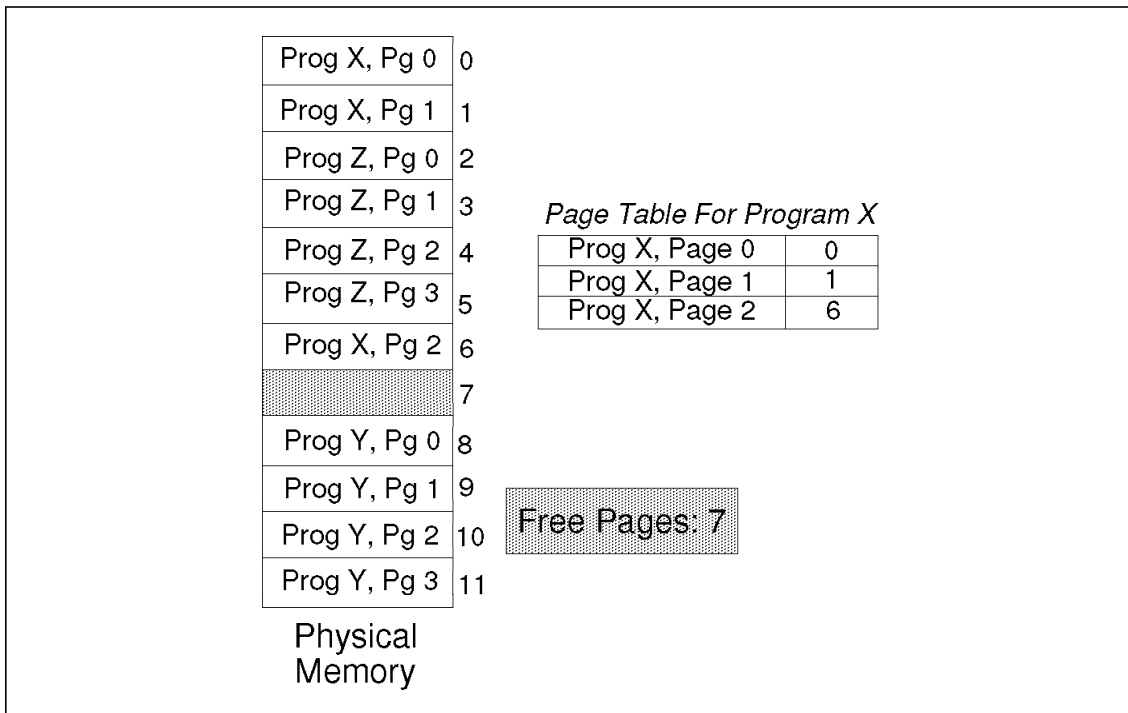 Prog X, Pg 0 0
Prog X, Pg 1 1
Prog Z, Pg 0 2
Prog Z, Pg 1 3
Prog Z, Pg 2 4
Prog Z, Pg 3 5
Prog X, Pg 2 6
7
Prog Y, Pg 0 8
Prog Y, Pg 1 9
Prog Y, Pg 2 10
Prog Y, Pg 3 11
Physical
Memory
Page Table For Program X
Prog X, Page 0 0
Prog X, Page 1 1
Prog X, Page 2 6
Free Pages: 7